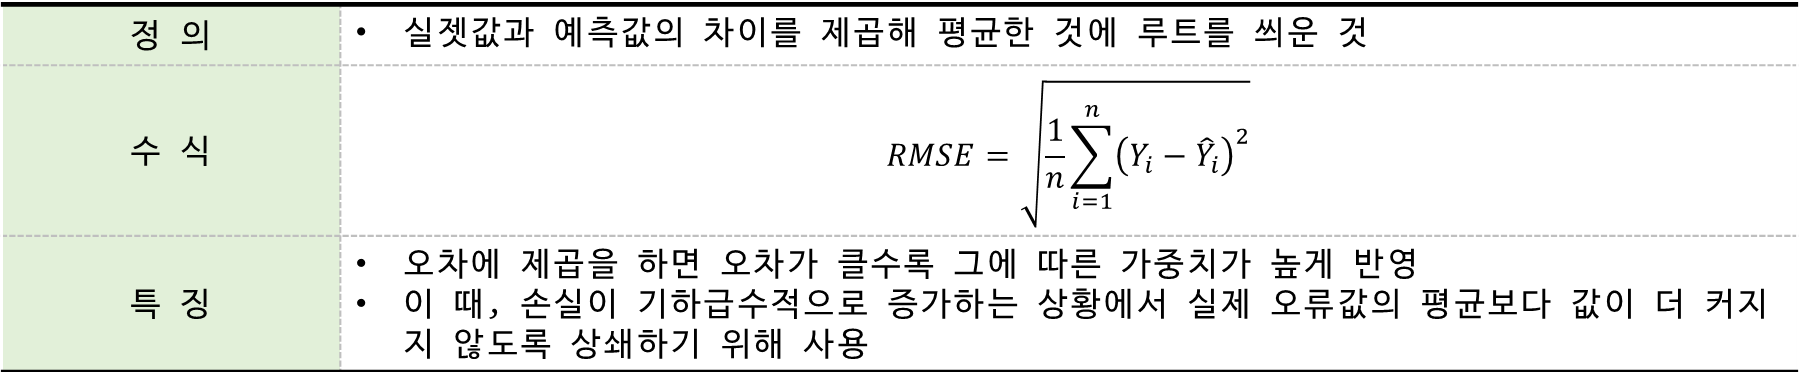 정 의
• 실젯값과 예측값의 차이를 제곱해 평균한 것에 루트를 씌운 것
수 식
RMSE = √(1/n ∑_{i=1}^{n} (Y_i − Ŷ_i)²)
특 징
• 오차에 제곱을 하면 오차가 클수록 그에 따른 가중치가 높게 반영
• 이 때, 손실이 기하급수적으로 증가하는 상황에서 실제 오류값의 평균보다 값이 더 커지
지 않도록 상쇄하기 위해 사용